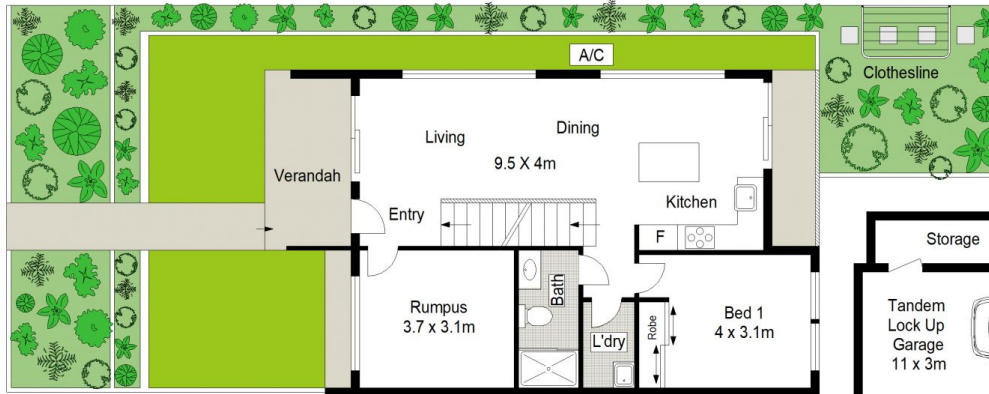 A/C
Clothesline
Living
Dining
9.5 X 4m
Verandah
Kitchen
Entry
F
Storage
Bath
Rumpus
3.7 x 3.1m
L'dry
Robe
Bed 1
4 x 3.1m
Tandem
Lock Up
Garage
11 x 3m